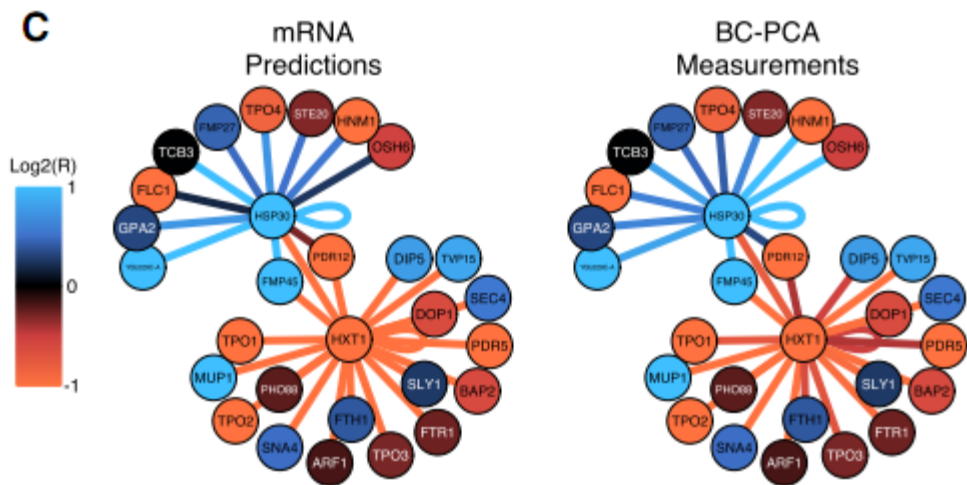 C
mRNA
Predictions
BC-PCA
Measurements
Log2(R)
1
0
-1
TPO4
STE20
HNM1
OSH6
FMP27
TCB3
FLC1
GPA2
HSP30
PDR12
FMP45
DIP5
TVP15
SEC4
DOP1
HXT1
PDR5
TPO1
MUP1
PHO88
SLY1
BAP2
TPO2
FTH1
FTR1
SNA4
ARF1
TPO3
TPO4
STE20
HNM1
OSH6
FMP27
TCB3
FLC1
GPA2
HSP30
PDR12
FMP45
DIP5
TVP15
SEC4
DOP1
HXT1
PDR5
TPO1
MUP1
PHO88
SLY1
BAP2
TPO2
FTH1
FTR1
SNA4
ARF1
TPO3